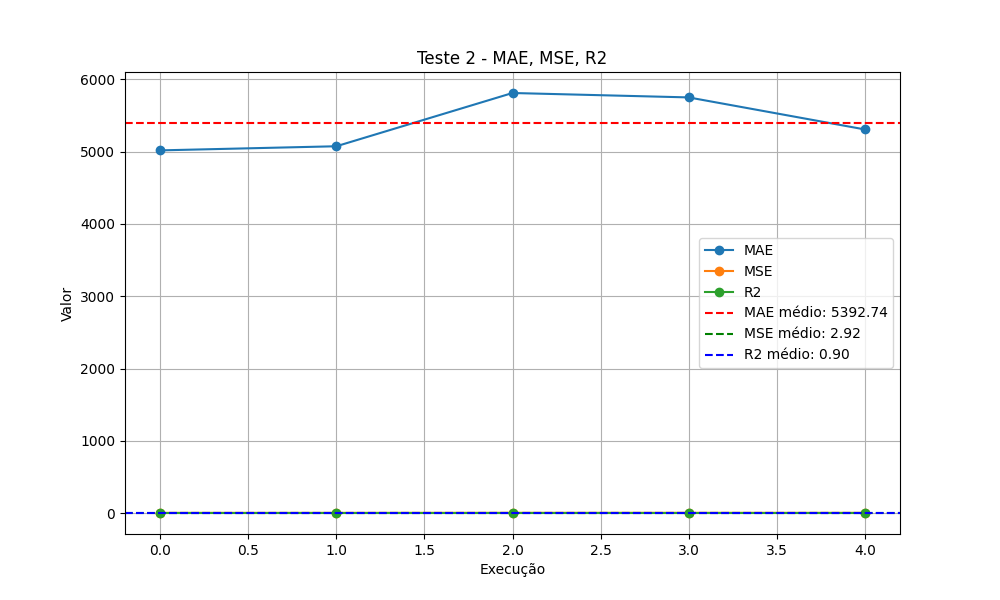 Teste 2 - MAE, MSE, R2
6000
5000
4000
3000
2000
1000
0
Valor
MAE
MSE
R2
MAE médio: 5392.74
MSE médio: 2.92
R2 médio: 0.90
0.0 0.5 1.0 1.5 2.0 2.5 3.0 3.5 4.0
Execução